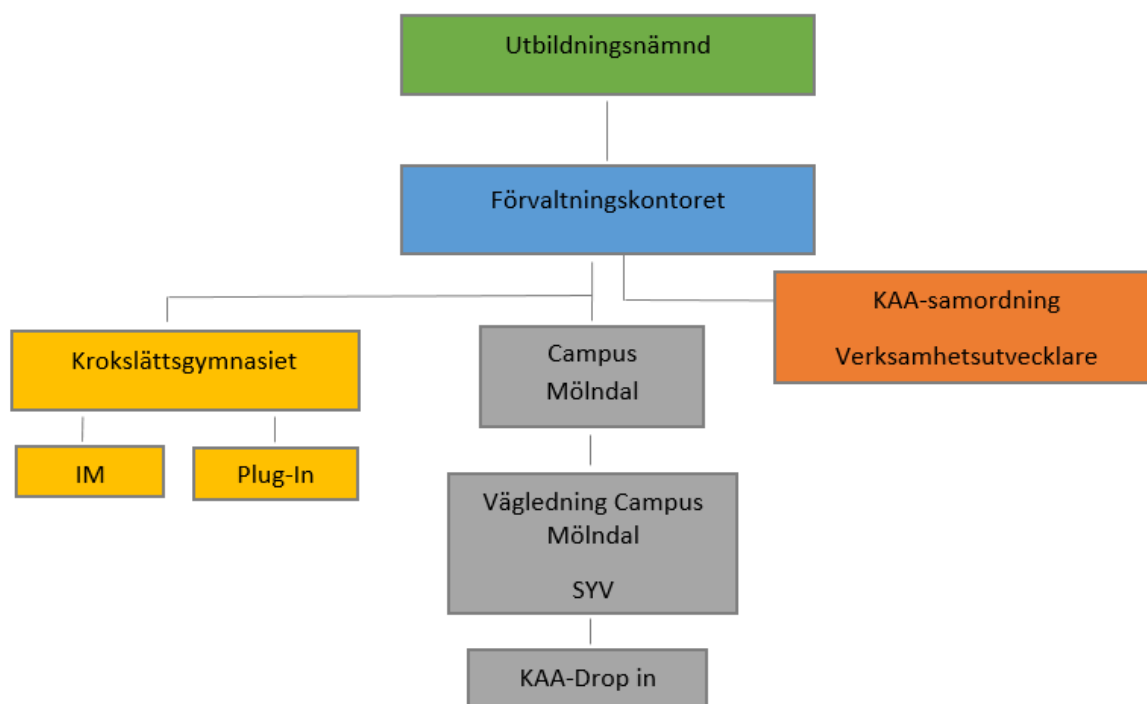 Utbildningsnämnd
Förvaltningskontoret
KAA-samordning
Verksamhetsutvecklare
Krokslättsgymnasiet
Campus
Mölndal
IM
Plug-In
Vägledning Campus
Mölndal
SYV
KAA-Drop in